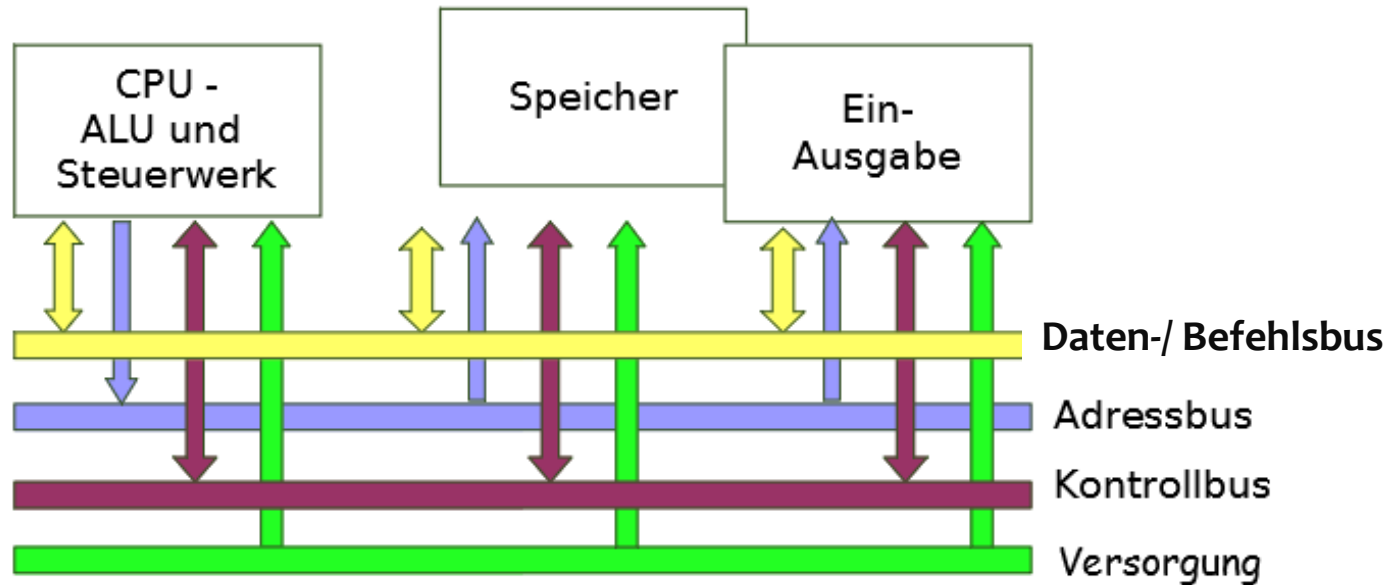 CPU -
ALU und
Steuerwerk
Speicher
Ein-
Ausgabe
Daten-/ Befehlsbus
Adressbus
Kontrollbus
Versorgung